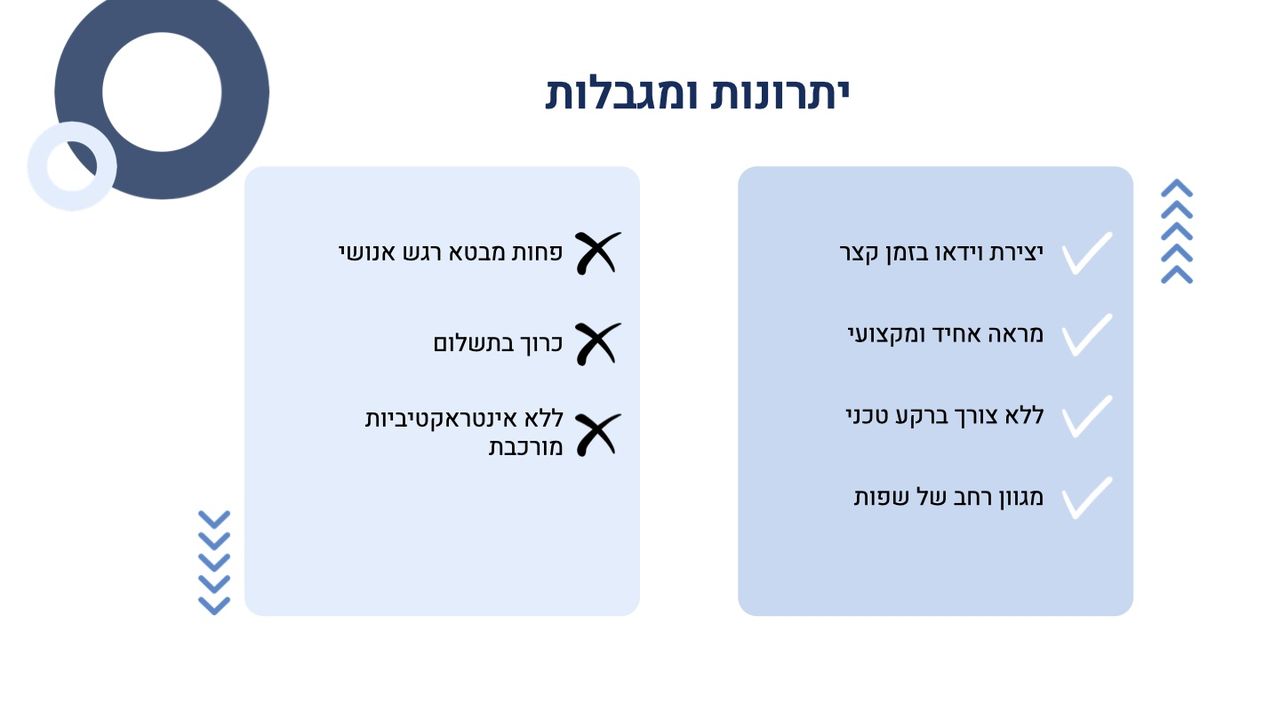 יתרונות ומגבלות
יצירת וידאו בזמן קצר
מראה אחיד ומקצועי
ללא צורך ברקע טכני
מגוון רחב של שפות
פחות מבטא רגש אנושי
כרוך בתשלום
ללא אינטראקטיביות
מורכבת